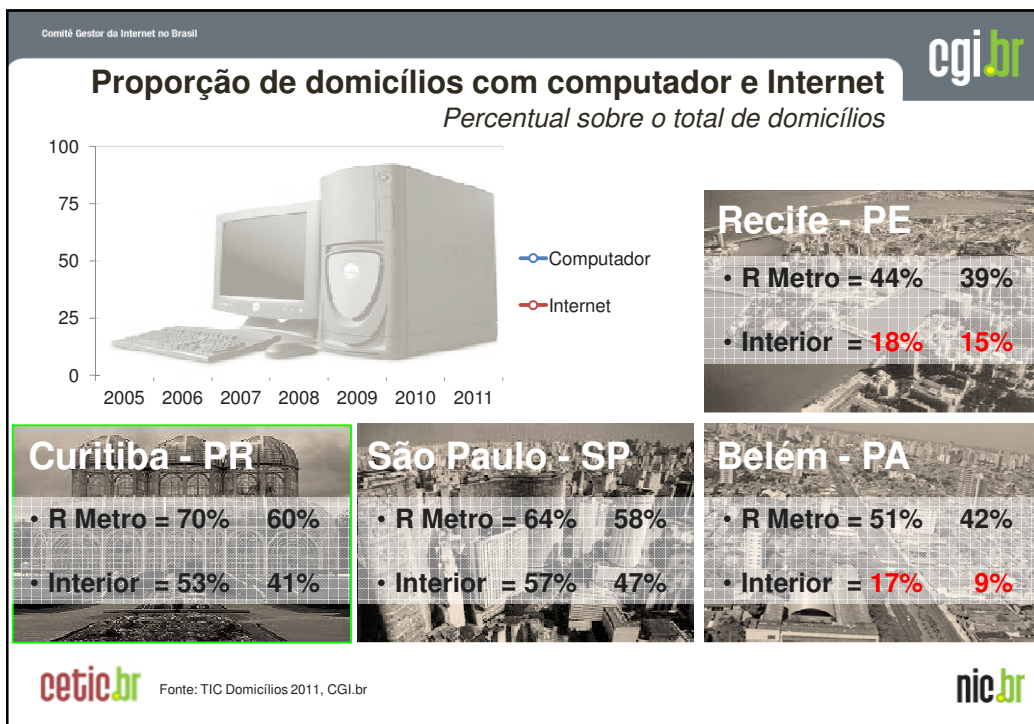 Comitê Gestor da Internet no Brasil
cgi.br
Proporção de domicílios com computador e Internet
Percentual sobre o total de domicílios
100
75
50
25
0
2005 2006 2007 2008 2009 2010 2011
Computador
Internet
Recife - PE
• R Metro = 44% 39%
• Interior = 18% 15%
Curitiba - PR
• R Metro = 70% 60%
• Interior = 53% 41%
São Paulo - SP
• R Metro = 64% 58%
• Interior = 57% 47%
Belém - PA
• R Metro = 51% 42%
• Interior = 17% 9%
cetic.br
Fonte: TIC Domicílios 2011, CGI.br
nic.br